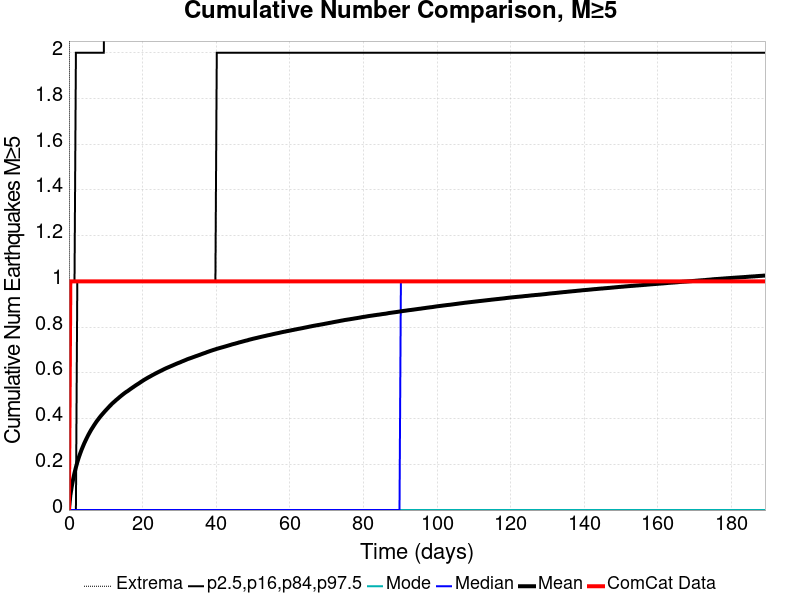 Cumulative Number Comparison, M≥5
Cumulative Num Earthquakes M≥5
2
1.8
1.6
1.4
1.2
1
0.8
0.6
0.4
0.2
0
0 20 40 60 80 100 120 140 160 180
Time (days)
Extrema p2.5,p16,p84,p97.5 Mode Median Mean ComCat Data